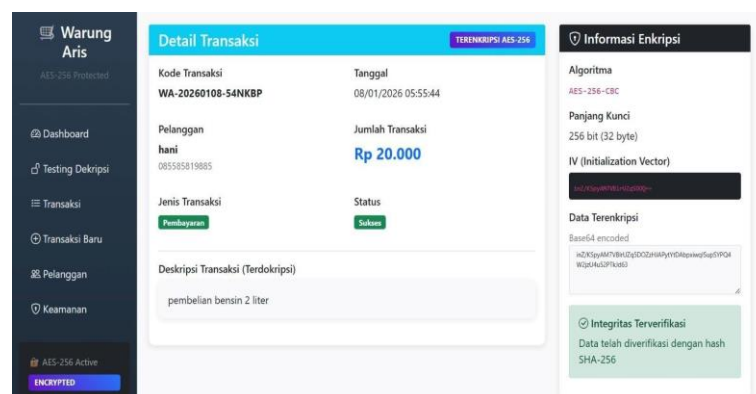 Warung
Aris
AES-256 Protected
Dashboard
Testing Dekripsi
Transaksi
Transaksi Baru
Pelanggan
Keamanan
AES-256 Active
ENCRYPTED
Detail Transaksi
TERENKRIPSI AES-256
Kode Transaksi
WA-20260108-54NKBP
Tanggal
08/01/2026 05:55:44
Pelanggan
hani
085585819885
Jumlah Transaksi
Rp 20.000
Jenis Transaksi
Pembayaran
Status
Sukses
Deskripsi Transaksi (Terdokripsi)
pembelian bensin 2 liter
Informasi Enkripsi
Algoritma
AES-256-CBC
Panjang Kunci
256 bit (32 byte)
IV (Initialization Vector)
Data Terenkripsi
Base64 encoded
Integritas Terverifikasi
Data telah diverifikasi dengan hash
SHA-256